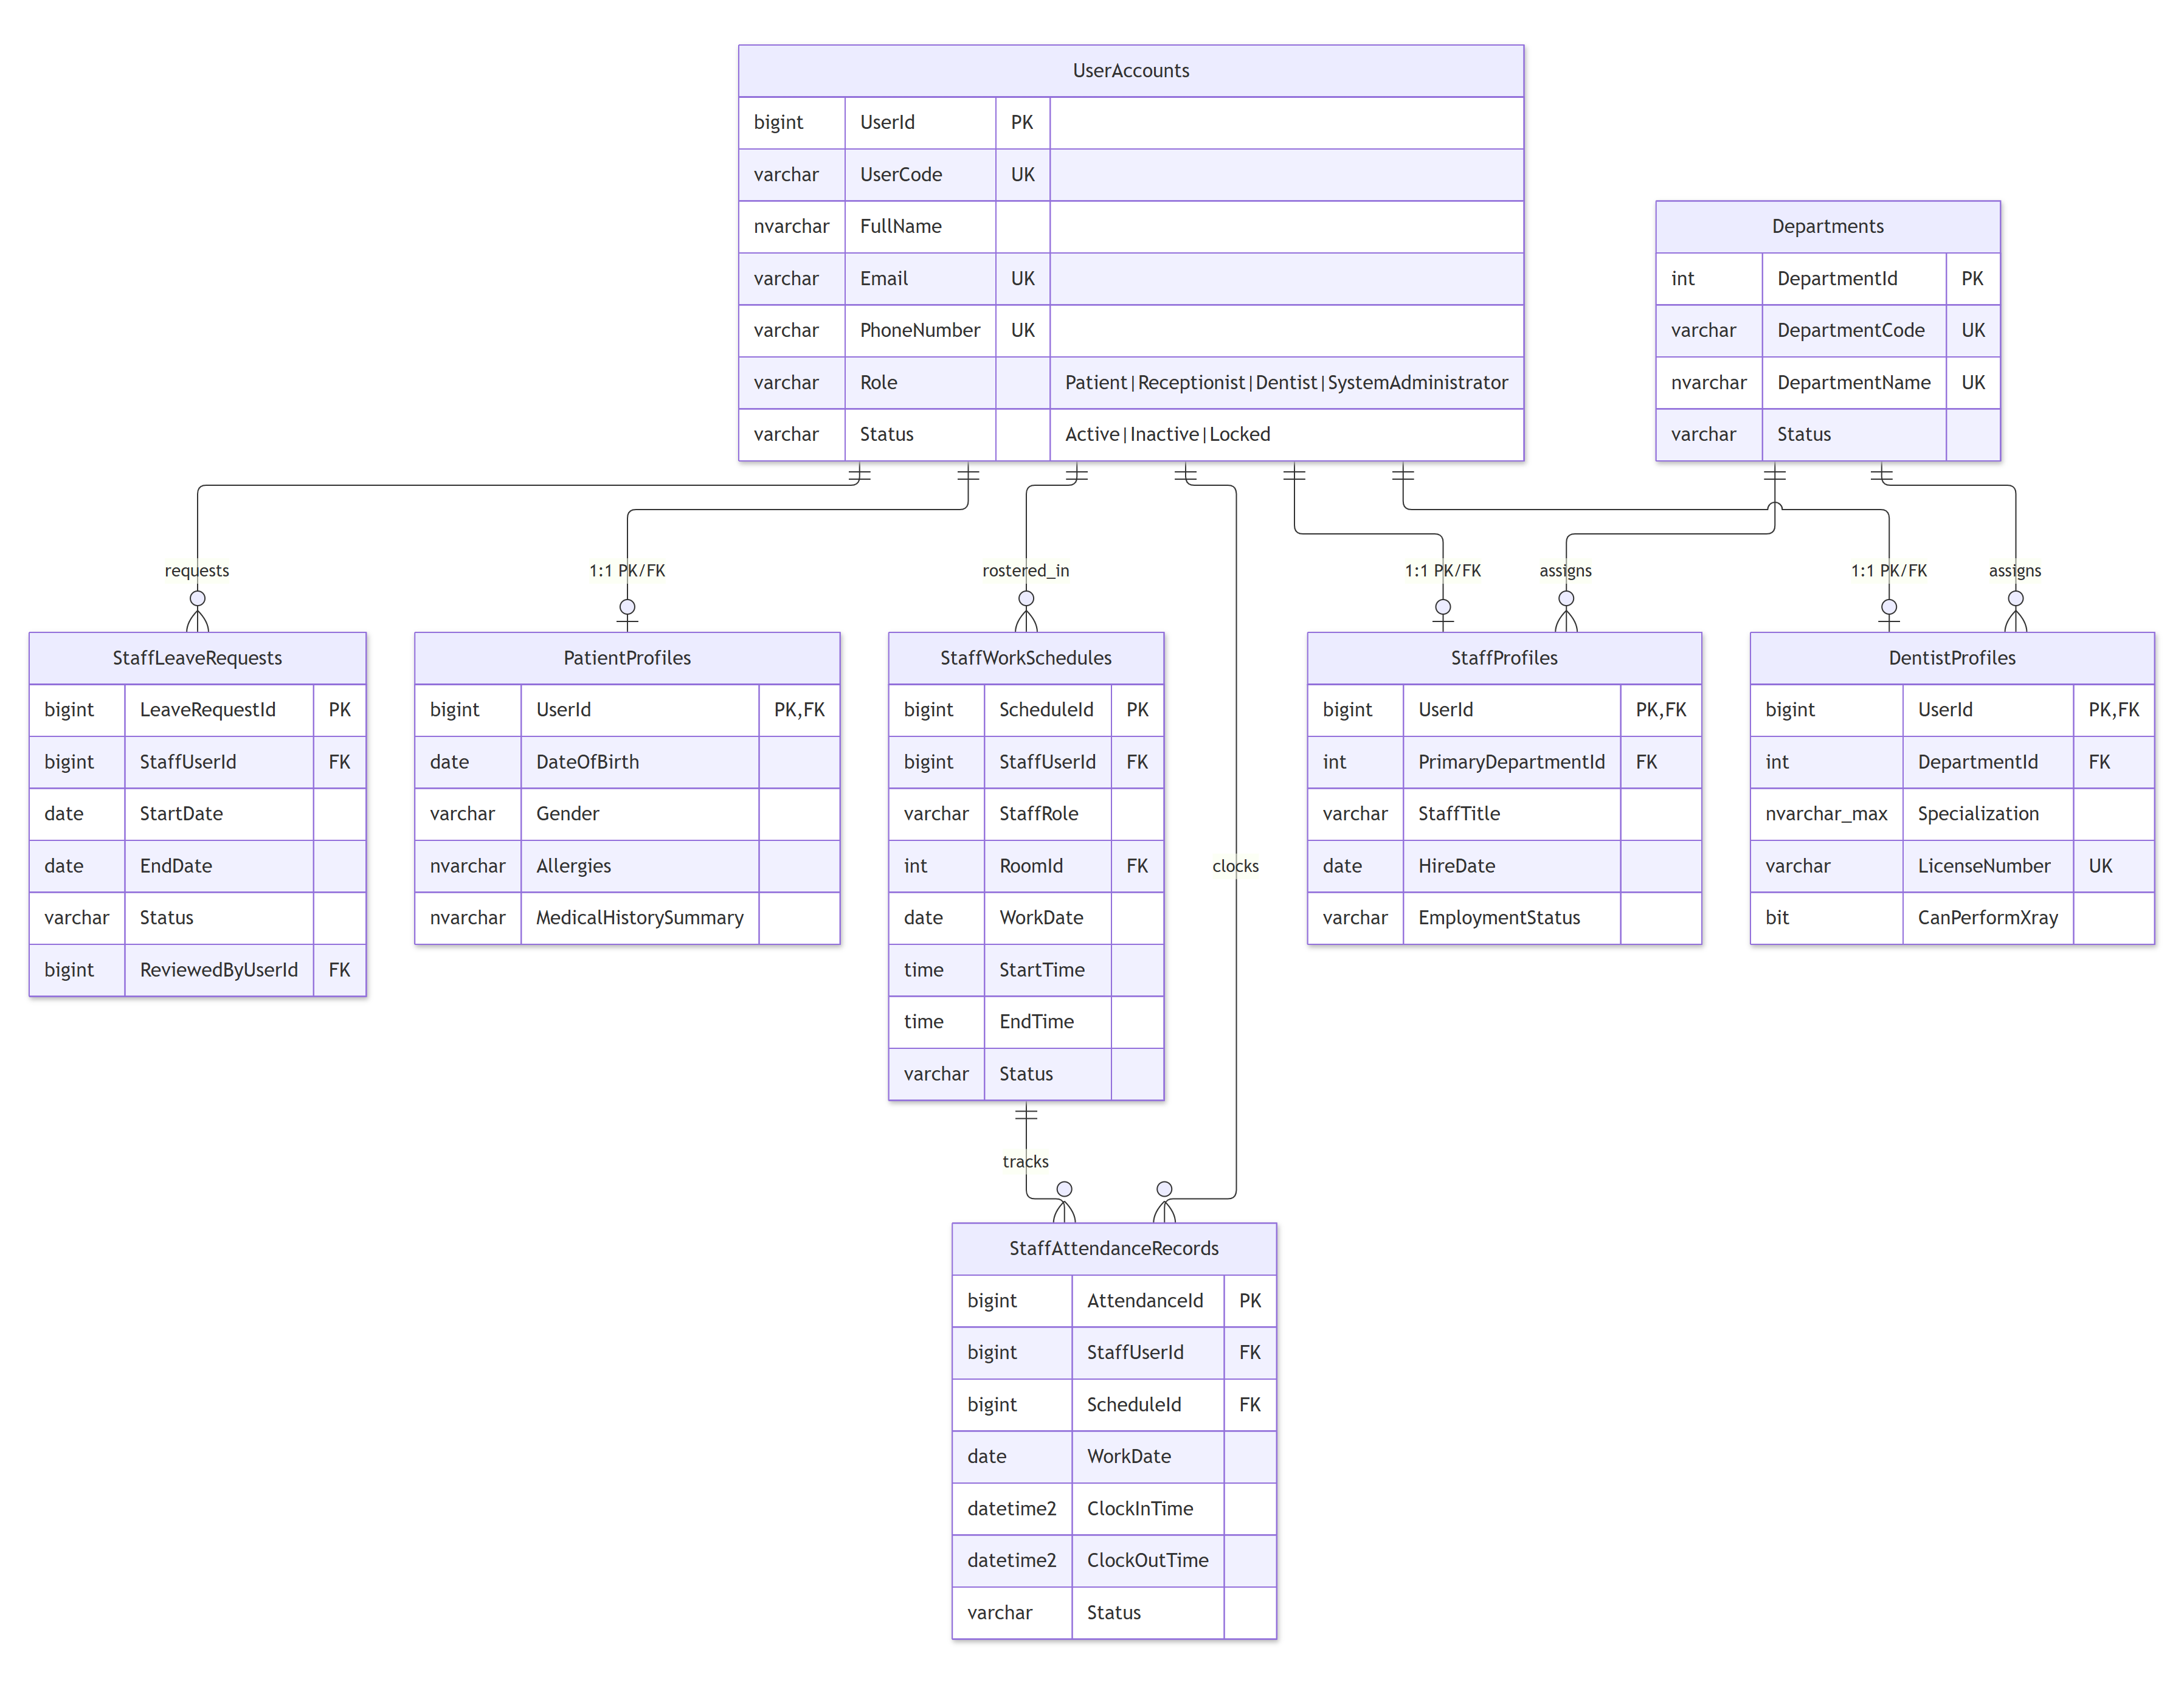 UserAccounts
bigint UserId PK
varchar UserCode UK
nvarchar FullName
varchar Email UK
varchar PhoneNumber UK
varchar Role Patient|Receptionist|Dentist|SystemAdministrator
varchar Status Active|Inactive|Locked
Departments
int DepartmentId PK
varchar DepartmentCode UK
nvarchar DepartmentName UK
varchar Status
requests
1:1 PK/FK
rostered_in
1:1 PK/FK
assigns
1:1 PK/FK
assigns
StaffLeaveRequests
bigint LeaveRequestId PK
bigint StaffUserId FK
date StartDate
date EndDate
varchar Status
bigint ReviewedByUserId FK
PatientProfiles
bigint UserId PK,FK
date DateOfBirth
varchar Gender
nvarchar Allergies
nvarchar MedicalHistorySummary
StaffWorkSchedules
bigint ScheduleId PK
bigint StaffUserId FK
varchar StaffRole
int RoomId FK
date WorkDate
time StartTime
time EndTime
varchar Status
clocks
StaffProfiles
bigint UserId PK,FK
int PrimaryDepartmentId FK
varchar StaffTitle
date HireDate
varchar EmploymentStatus
DentistProfiles
bigint UserId PK,FK
int DepartmentId FK
nvarchar_max Specialization
varchar LicenseNumber UK
bit CanPerformXray
tracks
StaffAttendanceRecords
bigint AttendanceId PK
bigint StaffUserId FK
bigint ScheduleId FK
date WorkDate
datetime2 ClockInTime
datetime2 ClockOutTime
varchar Status